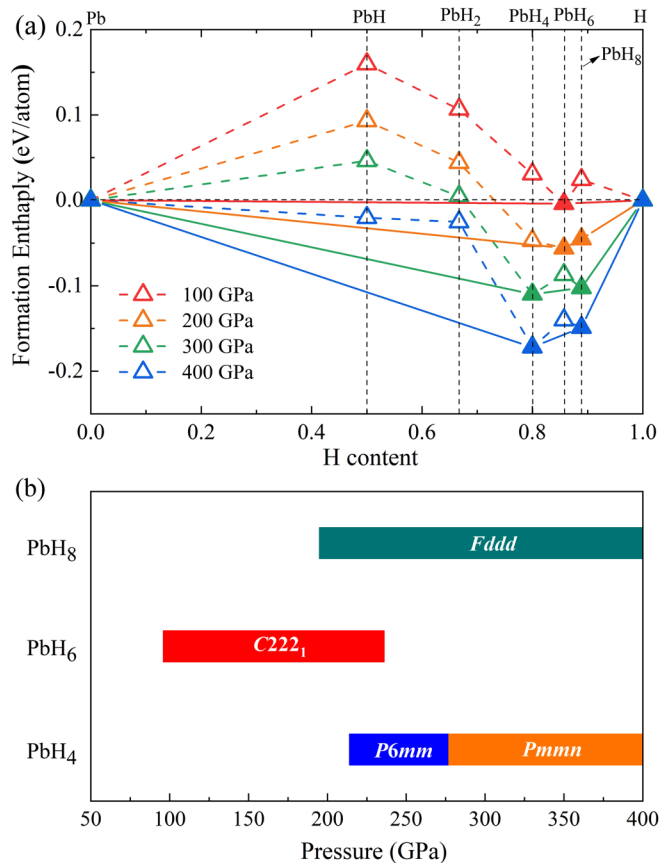 (a)
Pb PbH PbH₂ PbH₄ PbH₆ H
PbH₈
0.2
0.1
0.0
-0.1
-0.2
Formation Enthaply (eV/atom)
100 GPa
200 GPa
300 GPa
400 GPa
0.0 0.2 0.4 0.6 0.8 1.0
H content
(b)
PbH₈ Fddd
PbH₆ C222₁
PbH₄ P6mm Pmmn
50 100 150 200 250 300 350 400
Pressure (GPa)